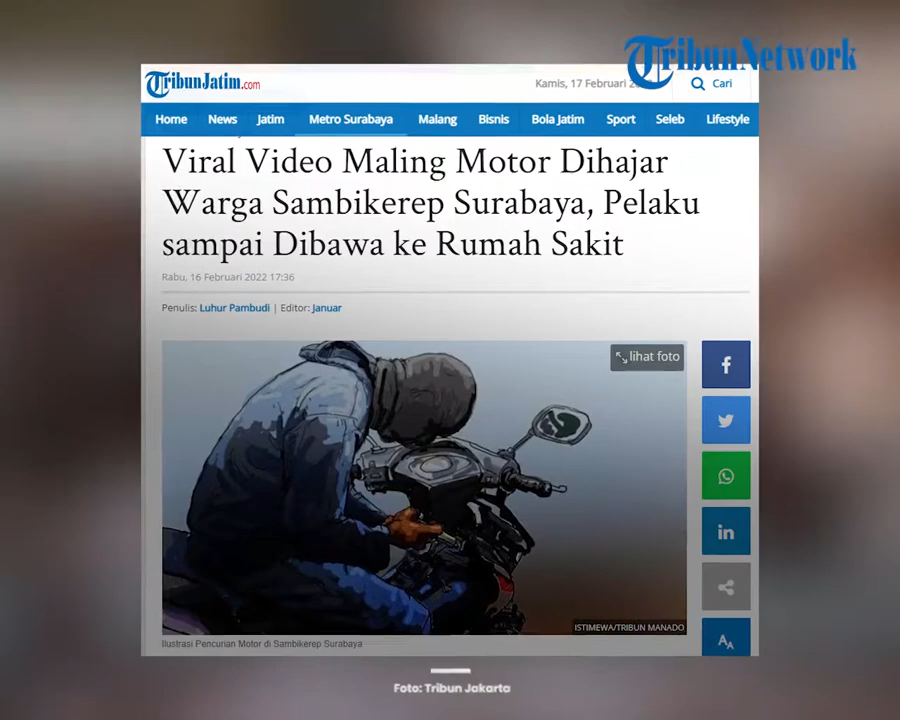 TribunNetwork
TribunJatim.com
Kamis, 17 Februari
Cari
Home News Jatim Metro Surabaya Malang Bisnis Bola Jatim Sport Seleb Lifestyle
Viral Video Maling Motor Dihajar
Warga Sambikerep Surabaya, Pelaku
sampai Dibawa ke Rumah Sakit
Rabu, 16 Februari 2022 17:36
Penulis: Luhur Pambudi | Editor: Januar
lihat foto
f
in
AA
ISTIMEWA/TRIBUN MANADO
Ilustrasi Pencurian Motor di Sambikerep Surabaya
Foto: Tribun Jakarta